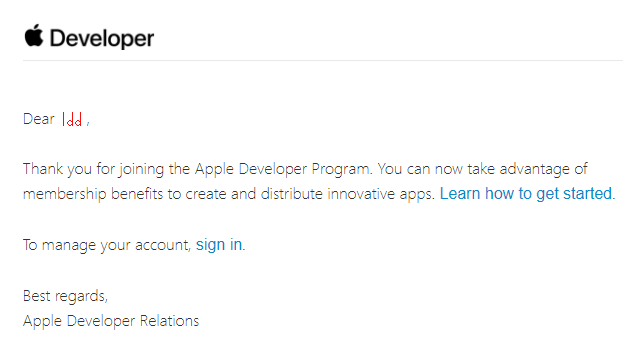 Developer
Dear Idd,
Thank you for joining the Apple Developer Program. You can now take advantage of
membership benefits to create and distribute innovative apps. Learn how to get started.
To manage your account, sign in.
Best regards,
Apple Developer Relations